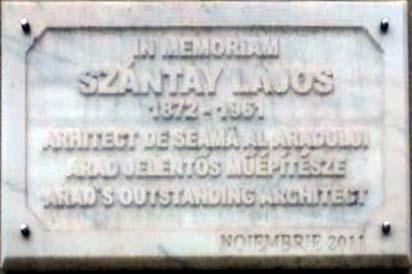 IN MEMORIAM
SZÁNTAY LAJOS
1872 - 1961
ARHITECT DE SEAMĂ AL ARADULUI
ARAD JELENTŐS MŰÉPÍTÉSZE
ARAD'S OUTSTANDING ARCHITECT
NOIEMBRIE 2011